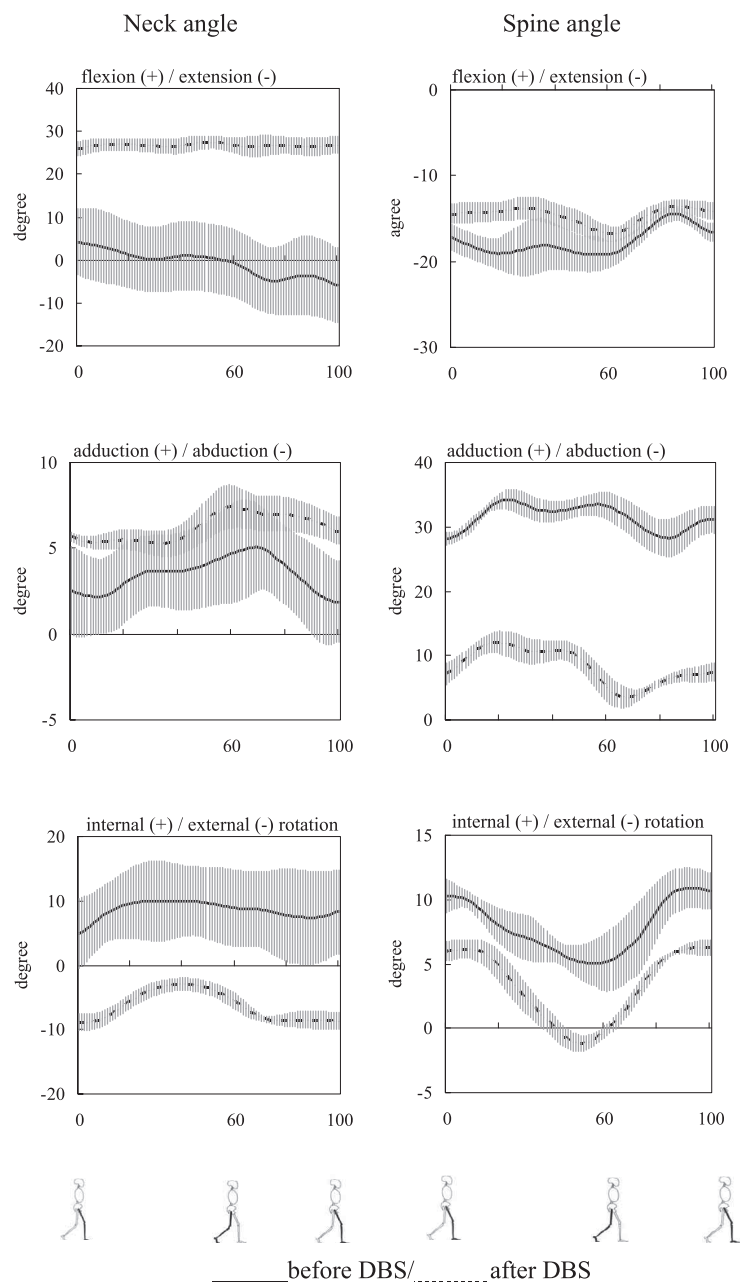 Neck angle
Spine angle
flexion (+) / extension (-)
40
30
20
10
0
-10
-20
degree
0 60 100
flexion (+) / extension (-)
0
-10
-20
-30
agree
0 60 100
adduction (+) / abduction (-)
10
5
0
-5
degree
0 60 100
adduction (+) / abduction (-)
40
30
20
10
0
degree
0 60 100
internal (+) / external (-) rotation
20
10
0
-10
-20
degree
0 60 100
internal (+) / external (-) rotation
15
10
5
0
-5
degree
0 60 100
before DBS/ after DBS